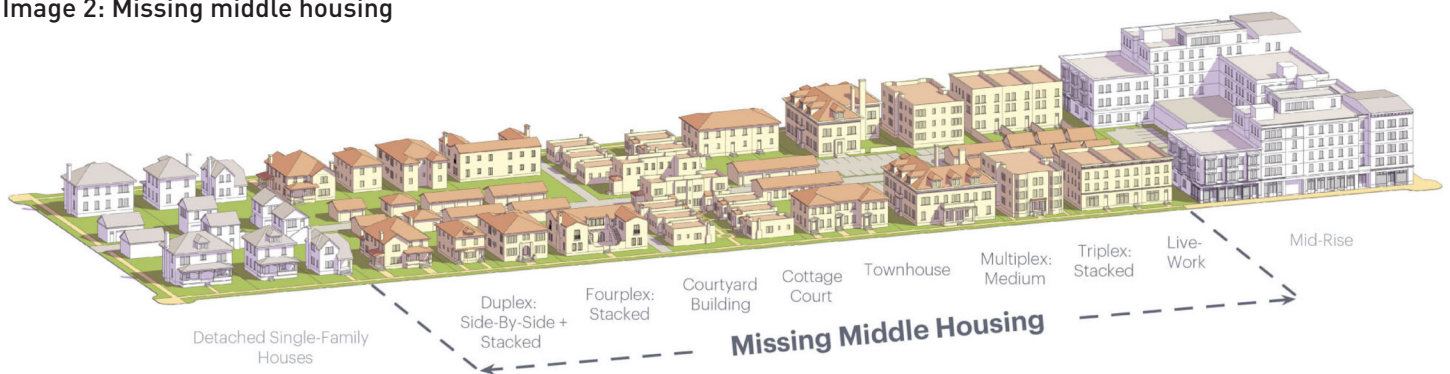 Image 2: Missing middle housing
Detached Single-Family
Houses
Duplex:
Side-By-Side +
Stacked
Fourplex:
Stacked
Courtyard
Building
Cottage
Court
Townhouse
Multiplex:
Medium
Triplex:
Stacked
Live-
Work
Mid-Rise
Missing Middle Housing